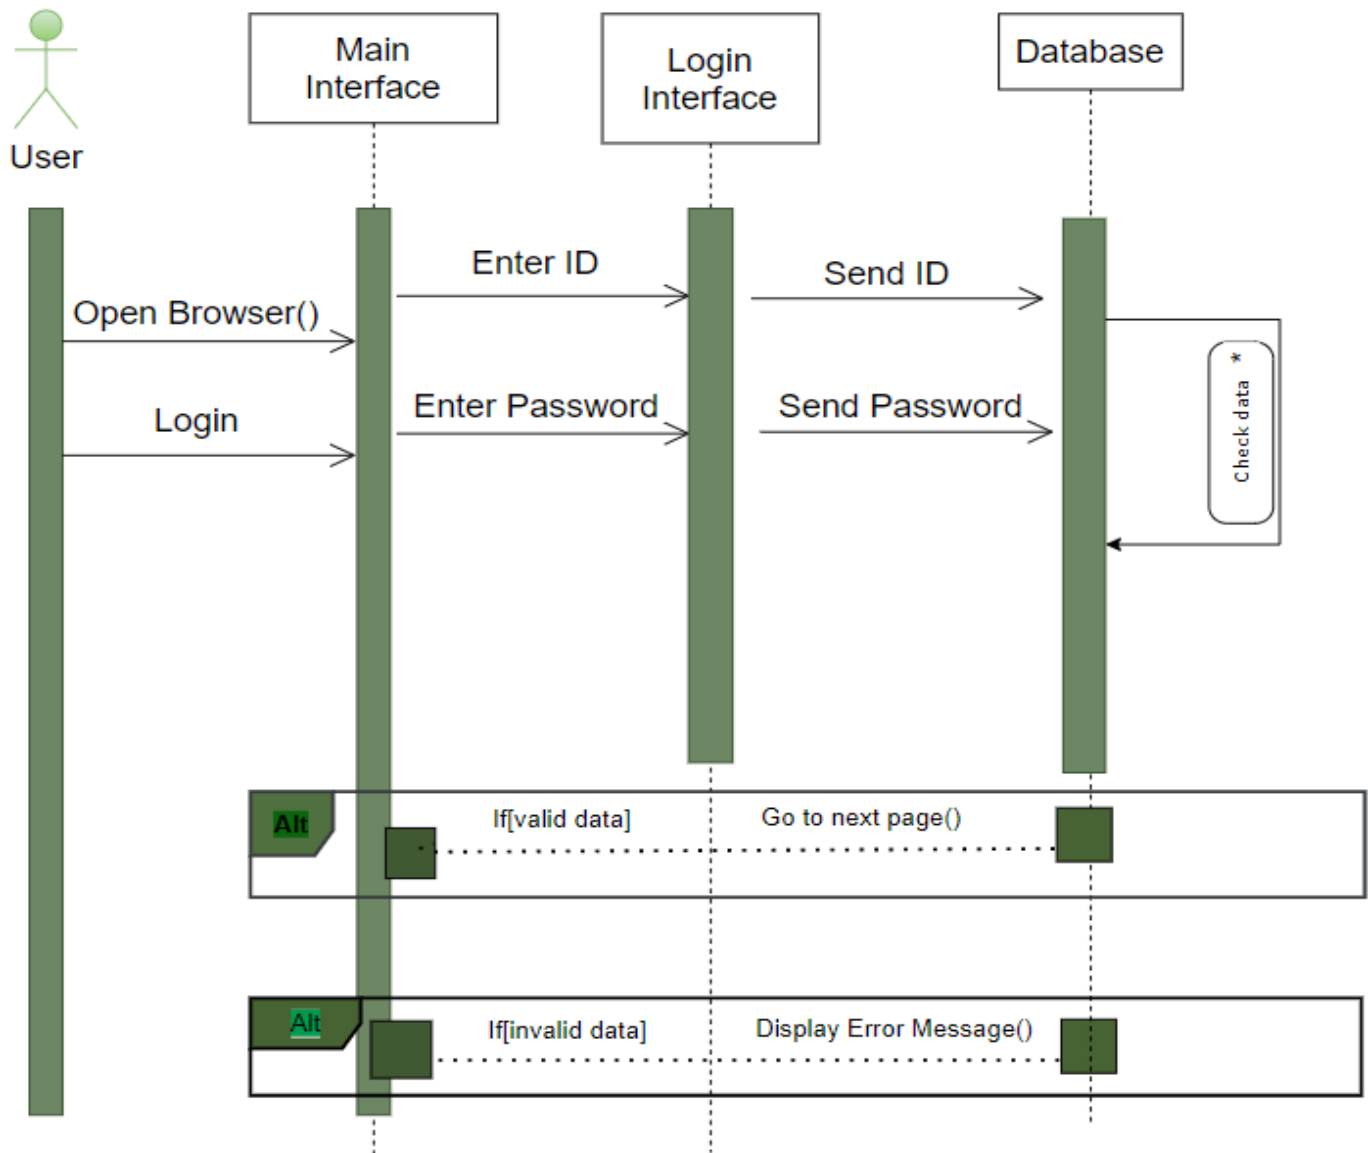 Main
Interface
Login
Interface
Database
User
Enter ID
Send ID
Open Browser()
Check data *
Enter Password
Send Password
Login
Alt
If[valid data]
Go to next page()
Alt
If[invalid data]
Display Error Message()